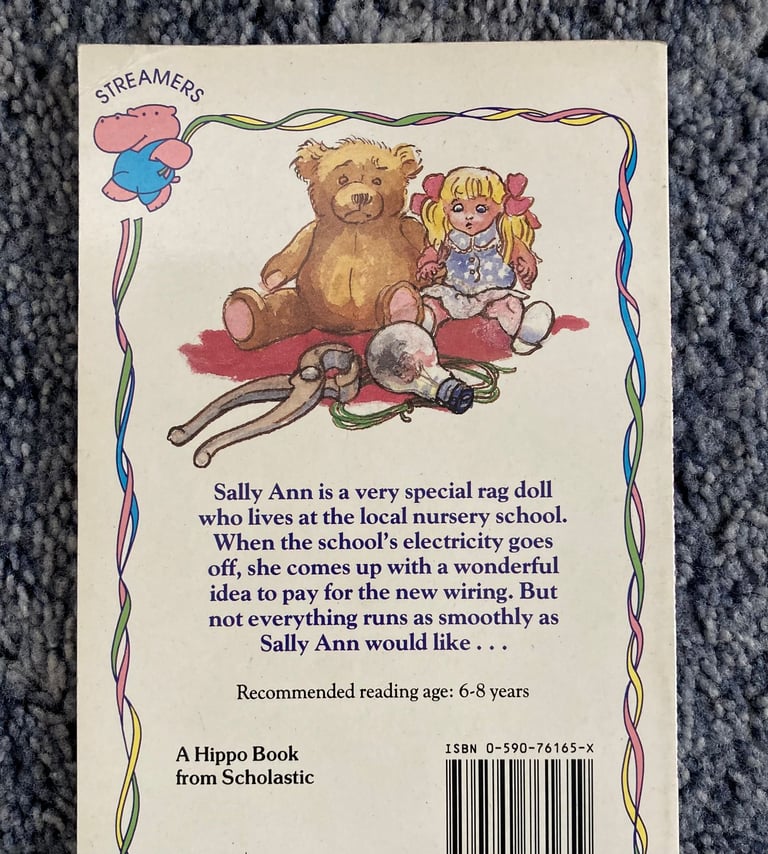 STREAMERS
Sally Ann is a very special rag doll
who lives at the local nursery school.
When the school's electricity goes
off, she comes up with a wonderful
idea to pay for the new wiring. But
not everything runs as smoothly as
Sally Ann would like . . .
Recommended reading age: 6-8 years
A Hippo Book
from Scholastic
ISBN 0-590-76165-X